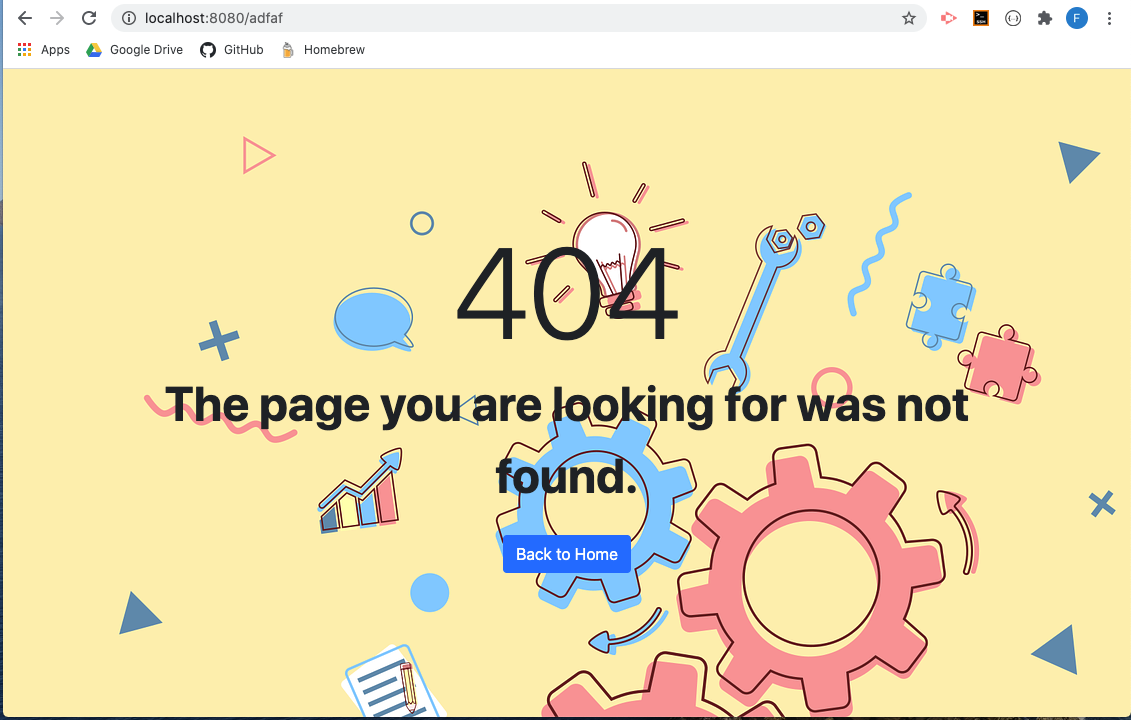 localhost:8080/adfaf
F
Apps
Google Drive
GitHub
Homebrew
404
The page you are looking for was not
found.
Back to Home